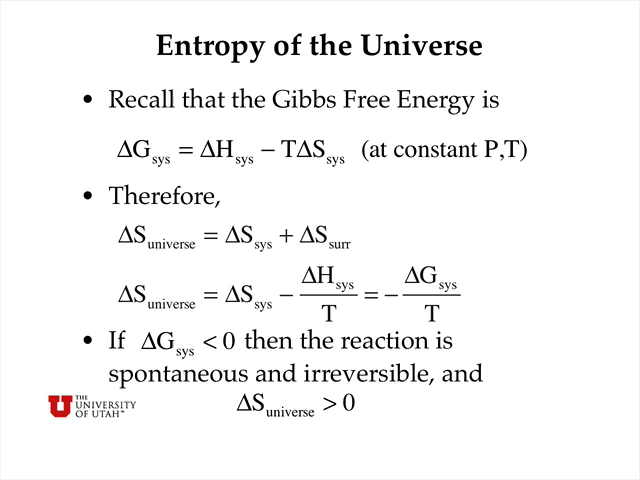 Entropy of the Universe
• Recall that the Gibbs Free Energy is
ΔG_sys = ΔH_sys − TΔS_sys (at constant P,T)
• Therefore,
ΔS_universe = ΔS_sys + ΔS_surr
ΔS_universe = ΔS_sys − ΔH_sys / T = − ΔG_sys / T
• If ΔG_sys < 0 then the reaction is
spontaneous and irreversible, and
ΔS_universe > 0
U THE
UNIVERSITY
OF UTAH™